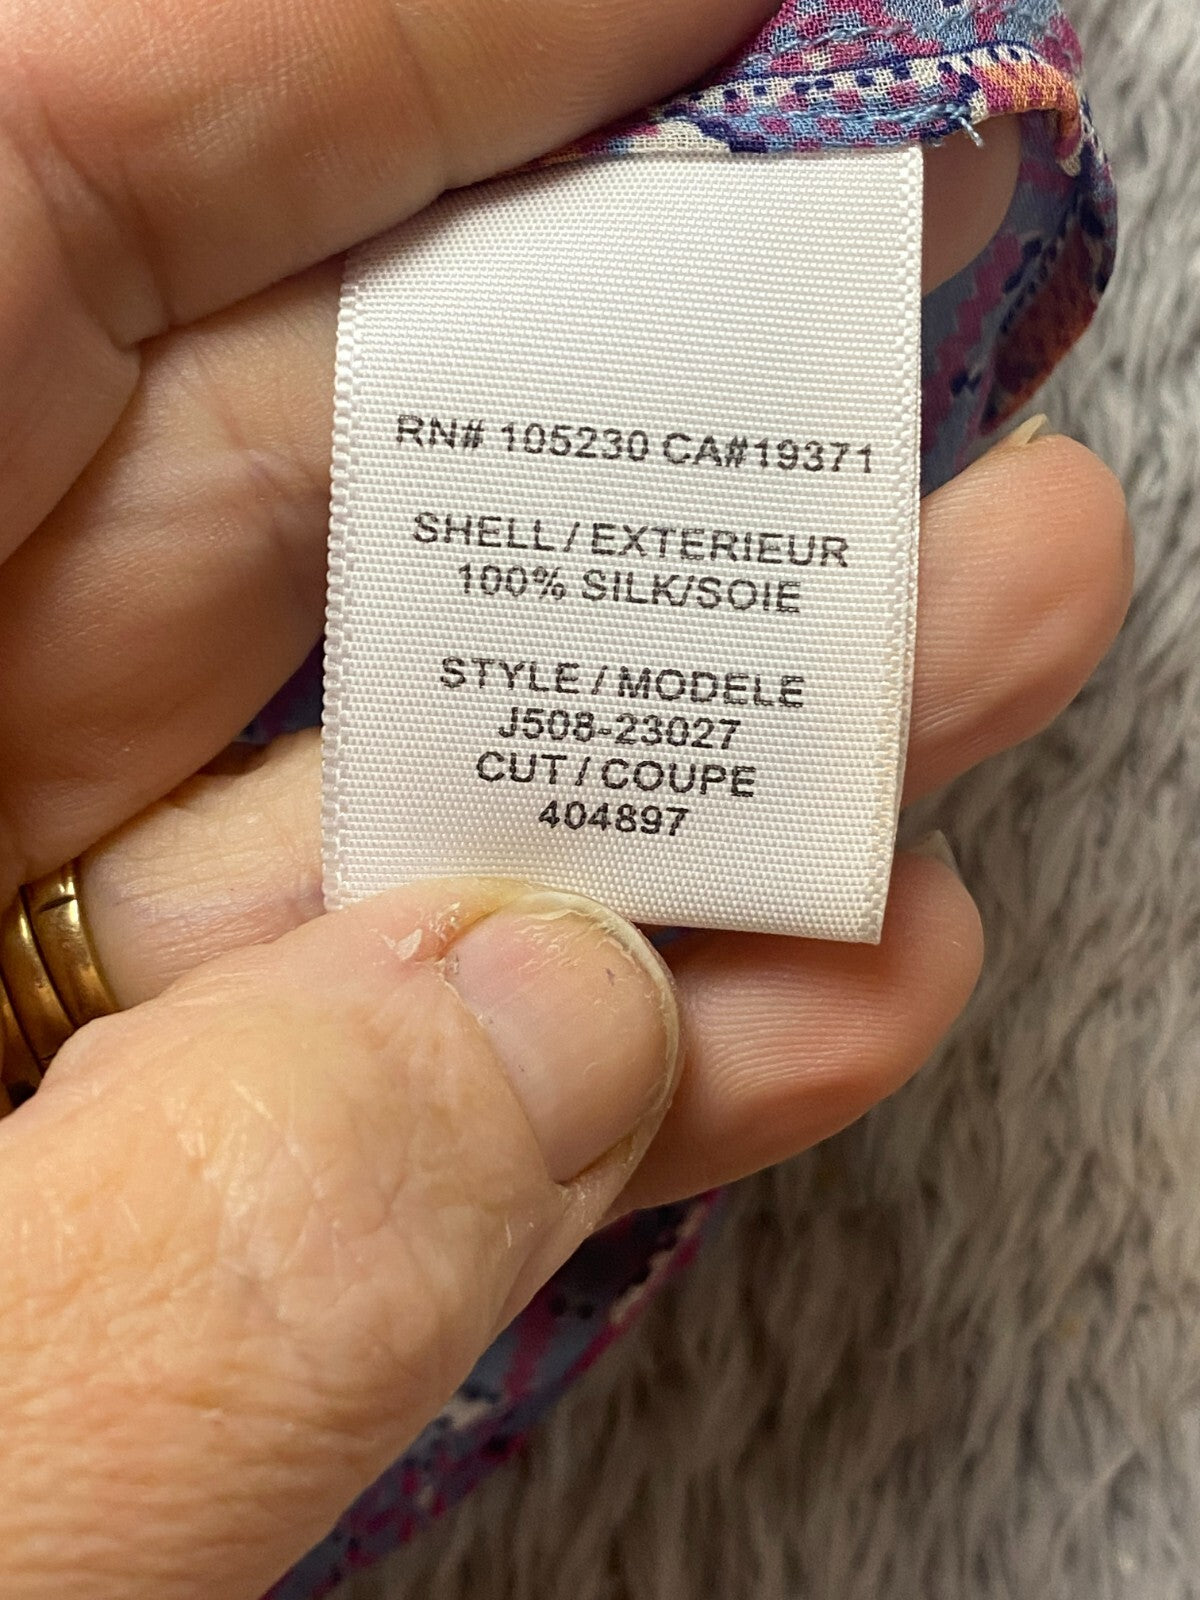 RN# 105230 CA#19371
SHELL / EXTERIEUR
100% SILK/SOIE
STYLE / MODELE
J508-23027
CUT / COUPE
404897